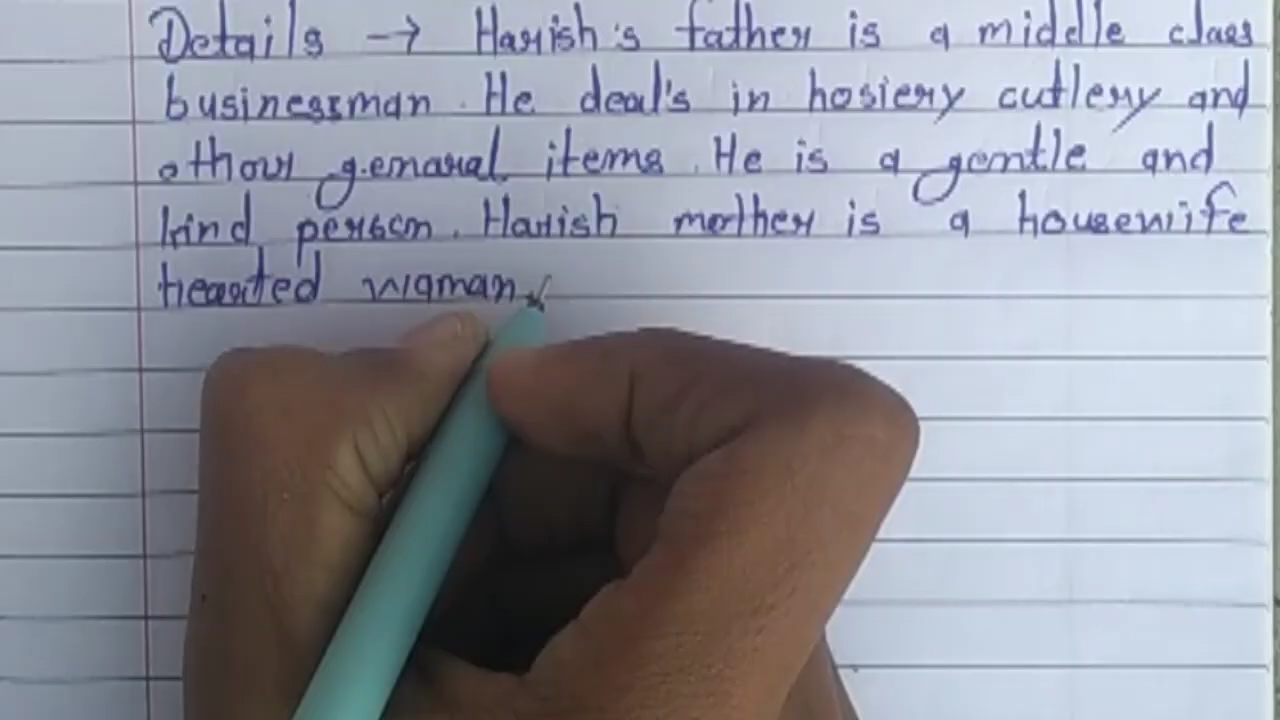 Details → Harish's father is a middle class
businessman. He deal's in hosiery cutlery and
othour genaral items. He is a gentle and
kind person. Harish mother is a housewife
hearted woman.